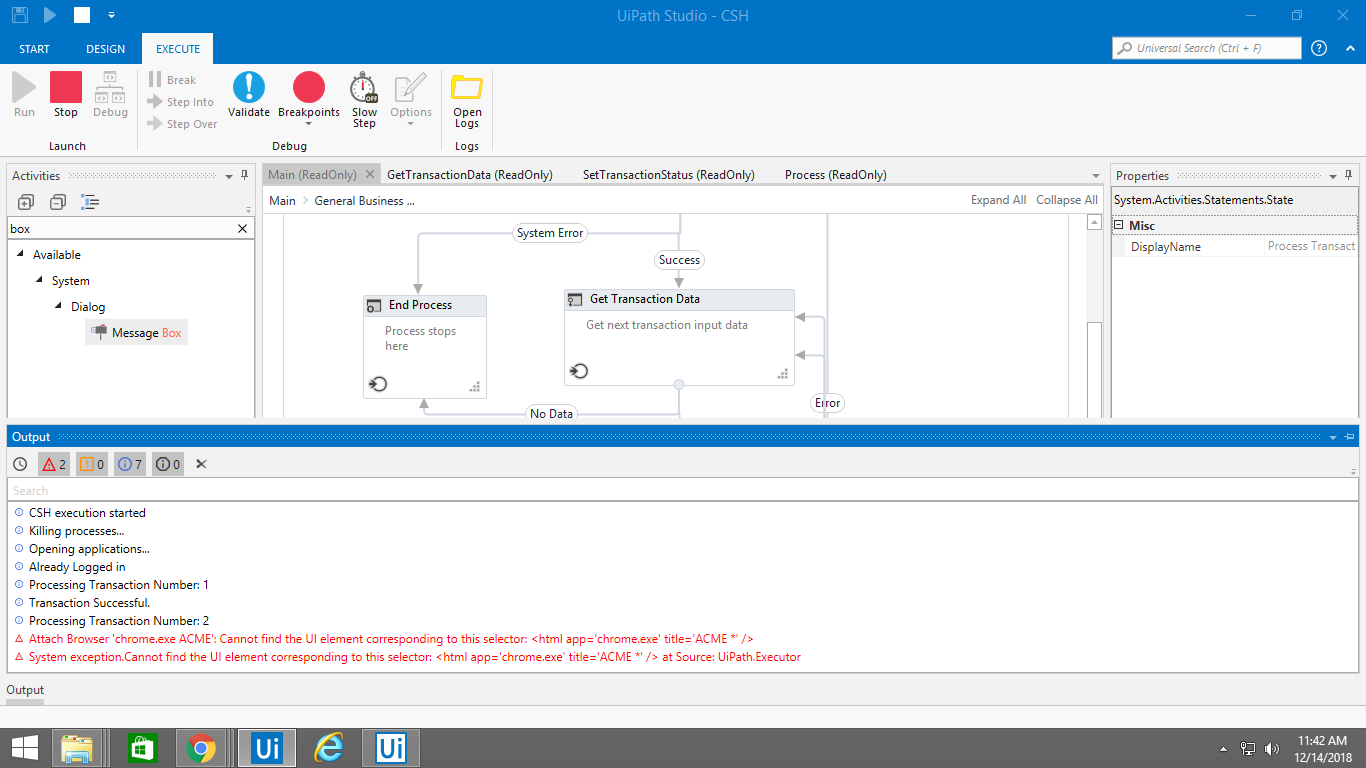 UiPath Studio - CSH
START DESIGN EXECUTE
Universal Search (Ctrl + F)
Run Stop Debug
Launch
Break
Step Into
Step Over
Validate Breakpoints Slow Step Options
Debug
Open Logs
Logs
Activities
box
Available
System
Dialog
Message Box
Main (ReadOnly) GetTransactionData (ReadOnly) SetTransactionStatus (ReadOnly) Process (ReadOnly)
Main General Business ... Expand All Collapse All
System Error
Success
End Process
Process stops
here
Get Transaction Data
Get next transaction input data
Error
No Data
Properties
System.Activities.Statements.State
Misc
DisplayName Process Transact
Output
2 0 7 0
Search
CSH execution started
Killing processes...
Opening applications...
Already Logged in
Processing Transaction Number: 1
Transaction Successful.
Processing Transaction Number: 2
Attach Browser 'chrome.exe ACME': Cannot find the UI element corresponding to this selector: <html app='chrome.exe' title='ACME *' />
System exception.Cannot find the UI element corresponding to this selector: <html app='chrome.exe' title='ACME *' /> at Source: UiPath.Executor
Output
Ui Ui
11:42 AM
12/14/2018